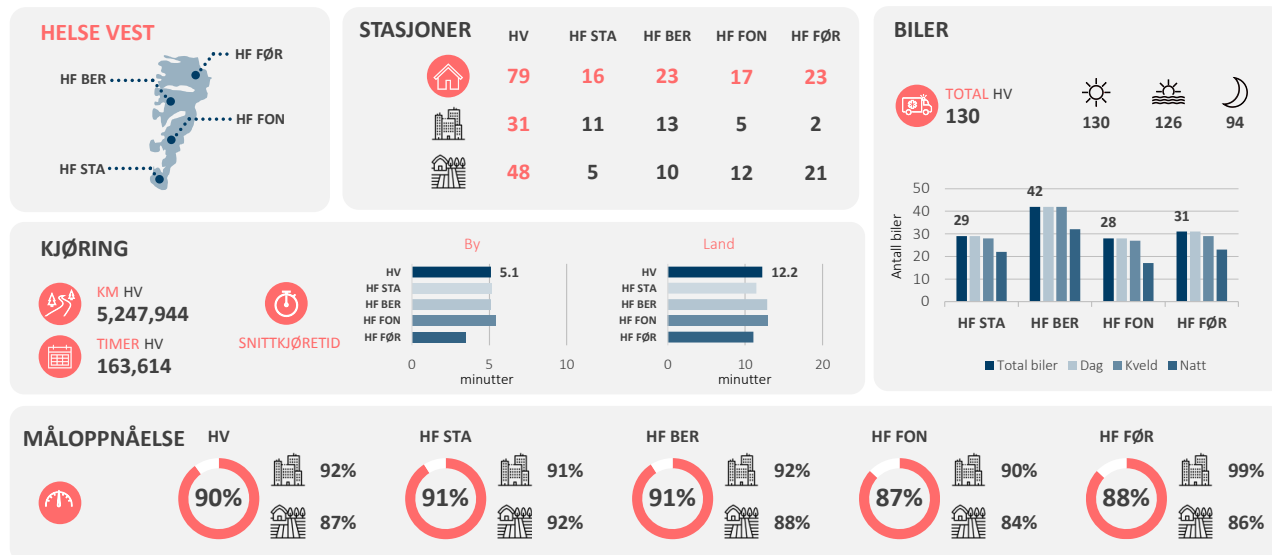 HELSE VEST
HF FØR
HF BER
HF FON
HF STA
STASJONER
HV HF STA HF BER HF FON HF FØR
79 16 23 17 23
31 11 13 5 2
48 5 10 12 21
BILER
TOTAL HV
130
130 126 94
50
40
30
20
10
0
Antall biler
29
42
28
31
HF STA HF BER HF FON HF FØR
Total biler Dag Kveld Natt
KJØRING
KM HV
5,247,944
TIMER HV
163,614
SNITTKJØRETID
By
HV 5.1
HF STA
HF BER
HF FON
HF FØR
0 5 10
minutter
Land
HV 12.2
HF STA
HF BER
HF FON
HF FØR
0 10 20
minutter
MÅLOPPNÅELSE
HV
90%
92%
87%
HF STA
91%
91%
92%
HF BER
91%
92%
88%
HF FON
87%
90%
84%
HF FØR
88%
99%
86%